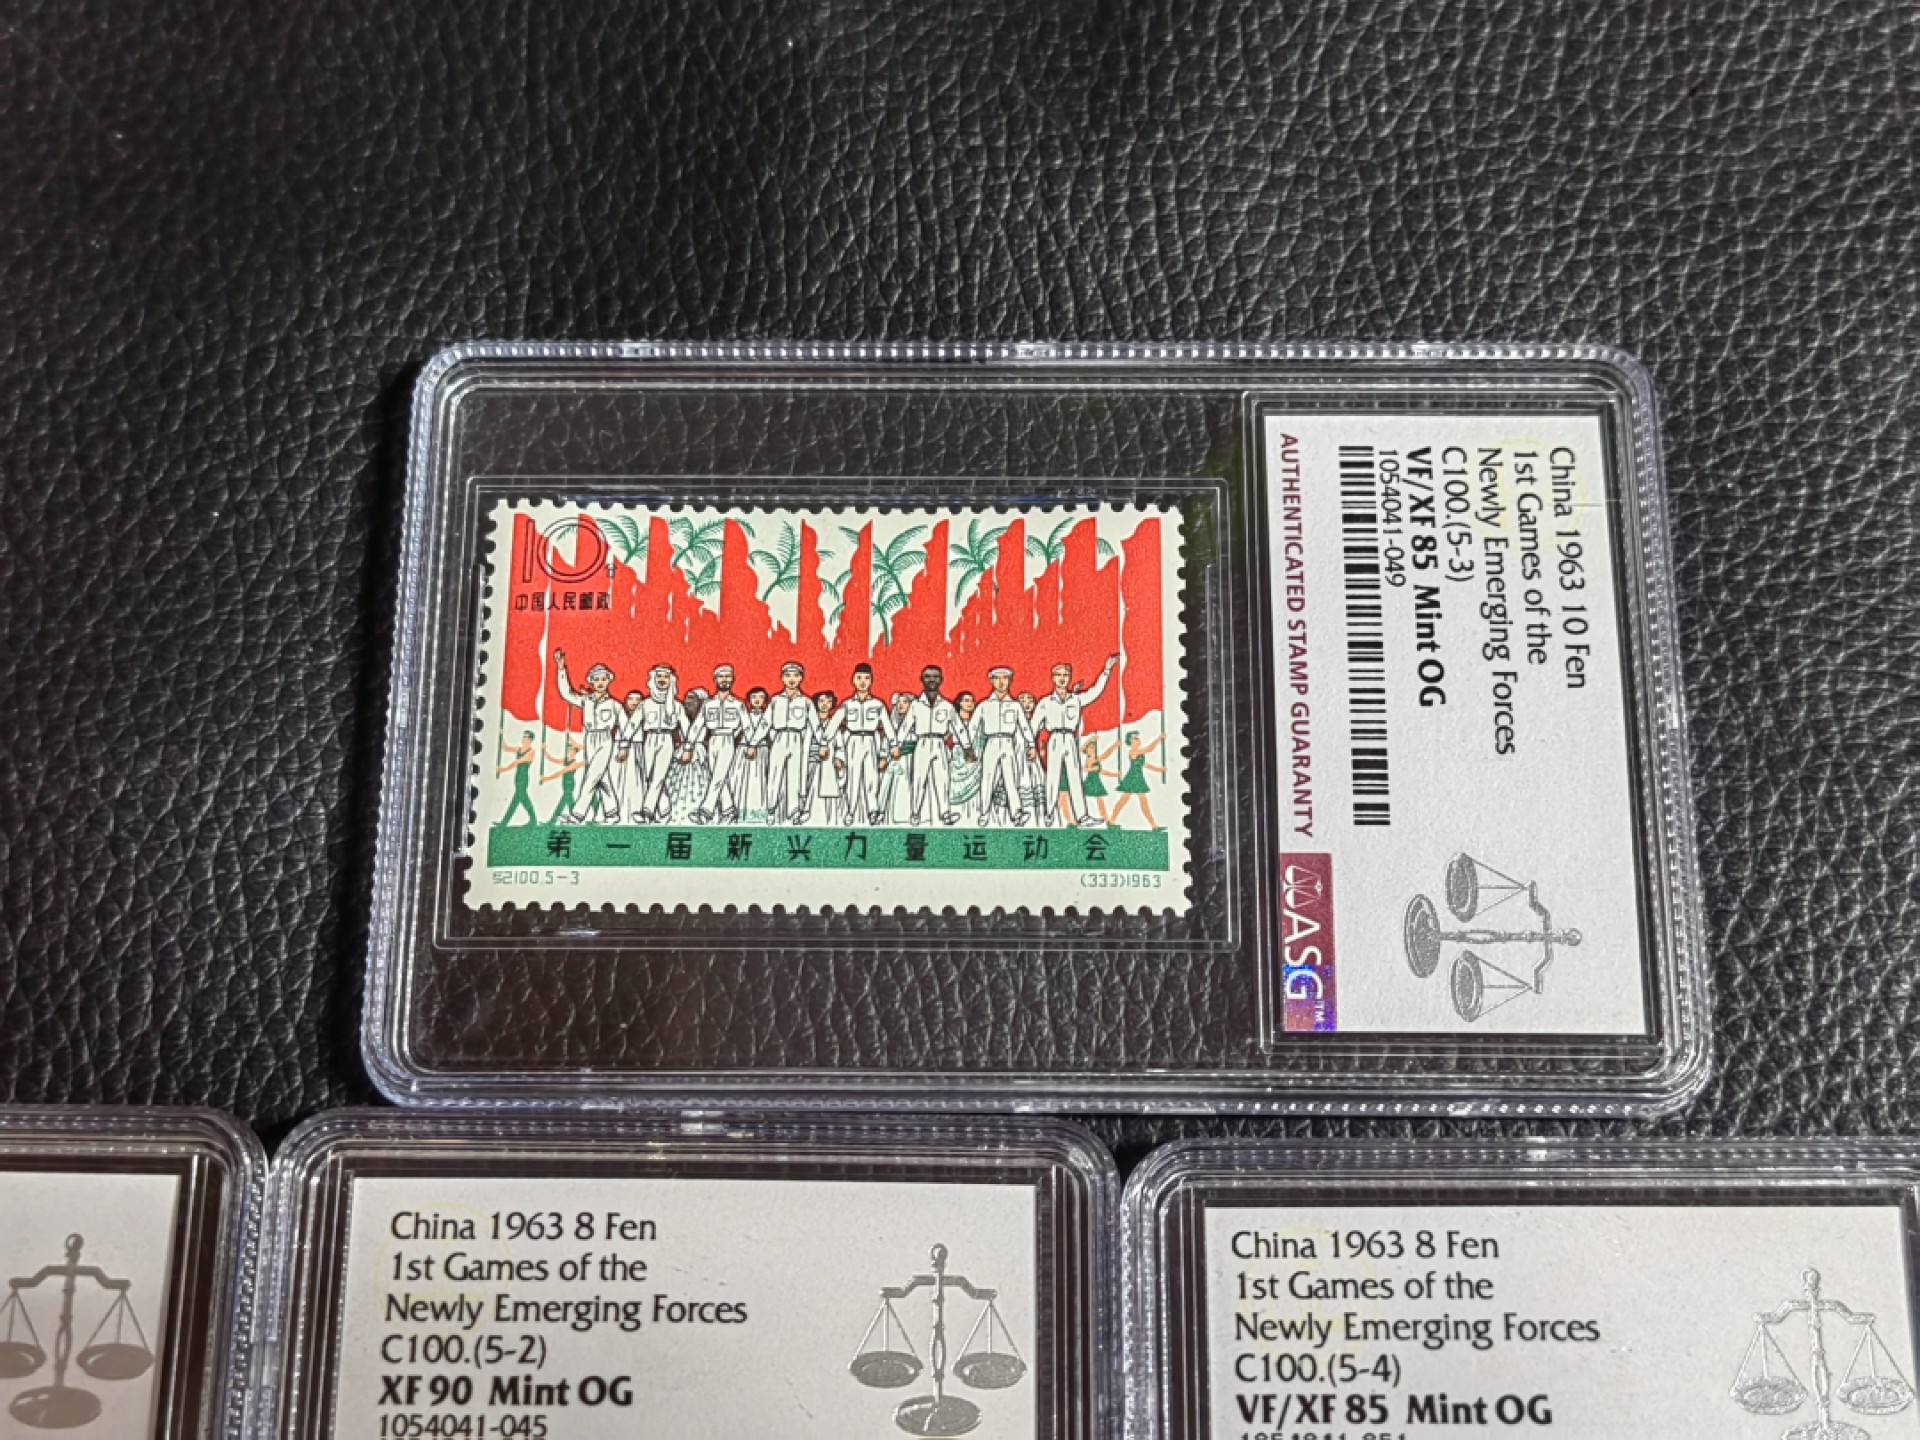 10分
中国人民邮政
第一届新兴力量运动会
纪100.5-3
(333)1963
China 1963 10 Fen
1st Games of the
Newly Emerging Forces
C100.(5-3)
VF/XF 85 Mint OG
1054041-049
AUTHENTICATED STAMP GUARANTY
ASG™
China 1963 8 Fen
1st Games of the
Newly Emerging Forces
C100.(5-2)
XF 90 Mint OG
1054041-045
China 1963 8 Fen
1st Games of the
Newly Emerging Forces
C100.(5-4)
VF/XF 85 Mint OG